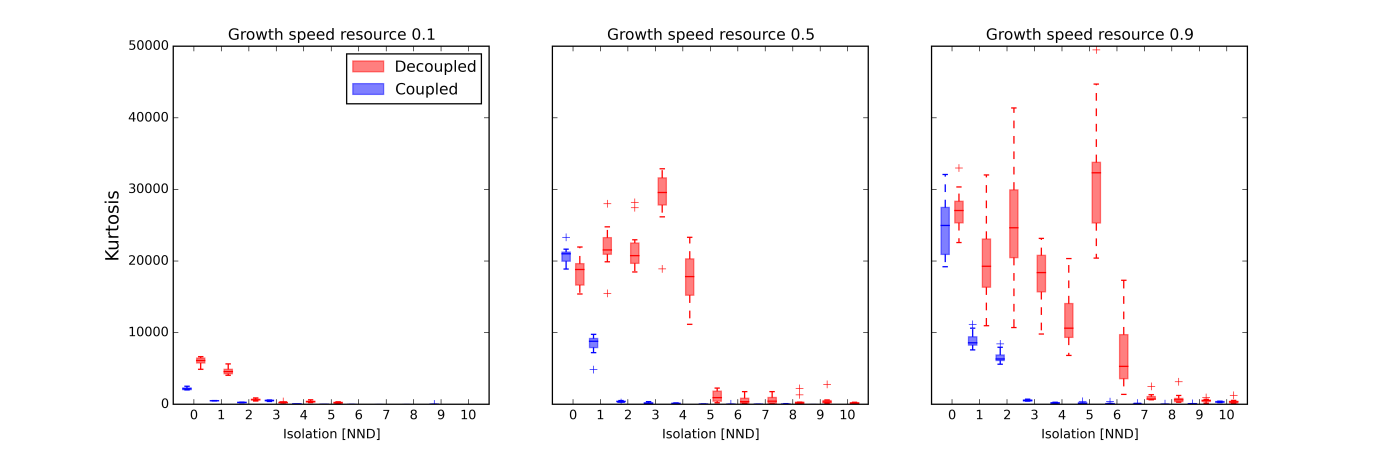 Growth speed resource 0.1 Growth speed resource 0.5 Growth speed resource 0.9
50000
Decoupled
Coupled
40000
30000
Kurtosis
20000
10000
0
0 1 2 3 4 5 6 7 8 9 10 0 1 2 3 4 5 6 7 8 9 10 0 1 2 3 4 5 6 7 8 9 10
Isolation [NND] Isolation [NND] Isolation [NND]